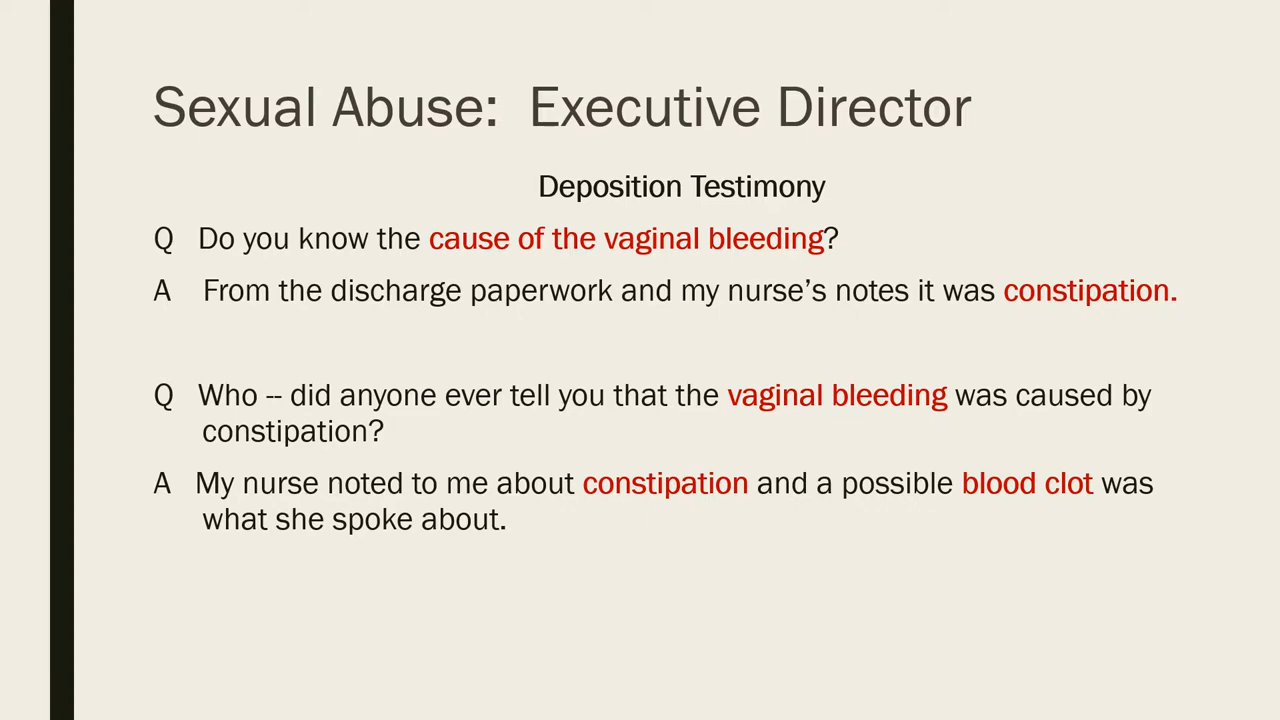 Sexual Abuse: Executive Director
Deposition Testimony
Q Do you know the cause of the vaginal bleeding?
A From the discharge paperwork and my nurse’s notes it was constipation.
Q Who -- did anyone ever tell you that the vaginal bleeding was caused by
constipation?
A My nurse noted to me about constipation and a possible blood clot was
what she spoke about.